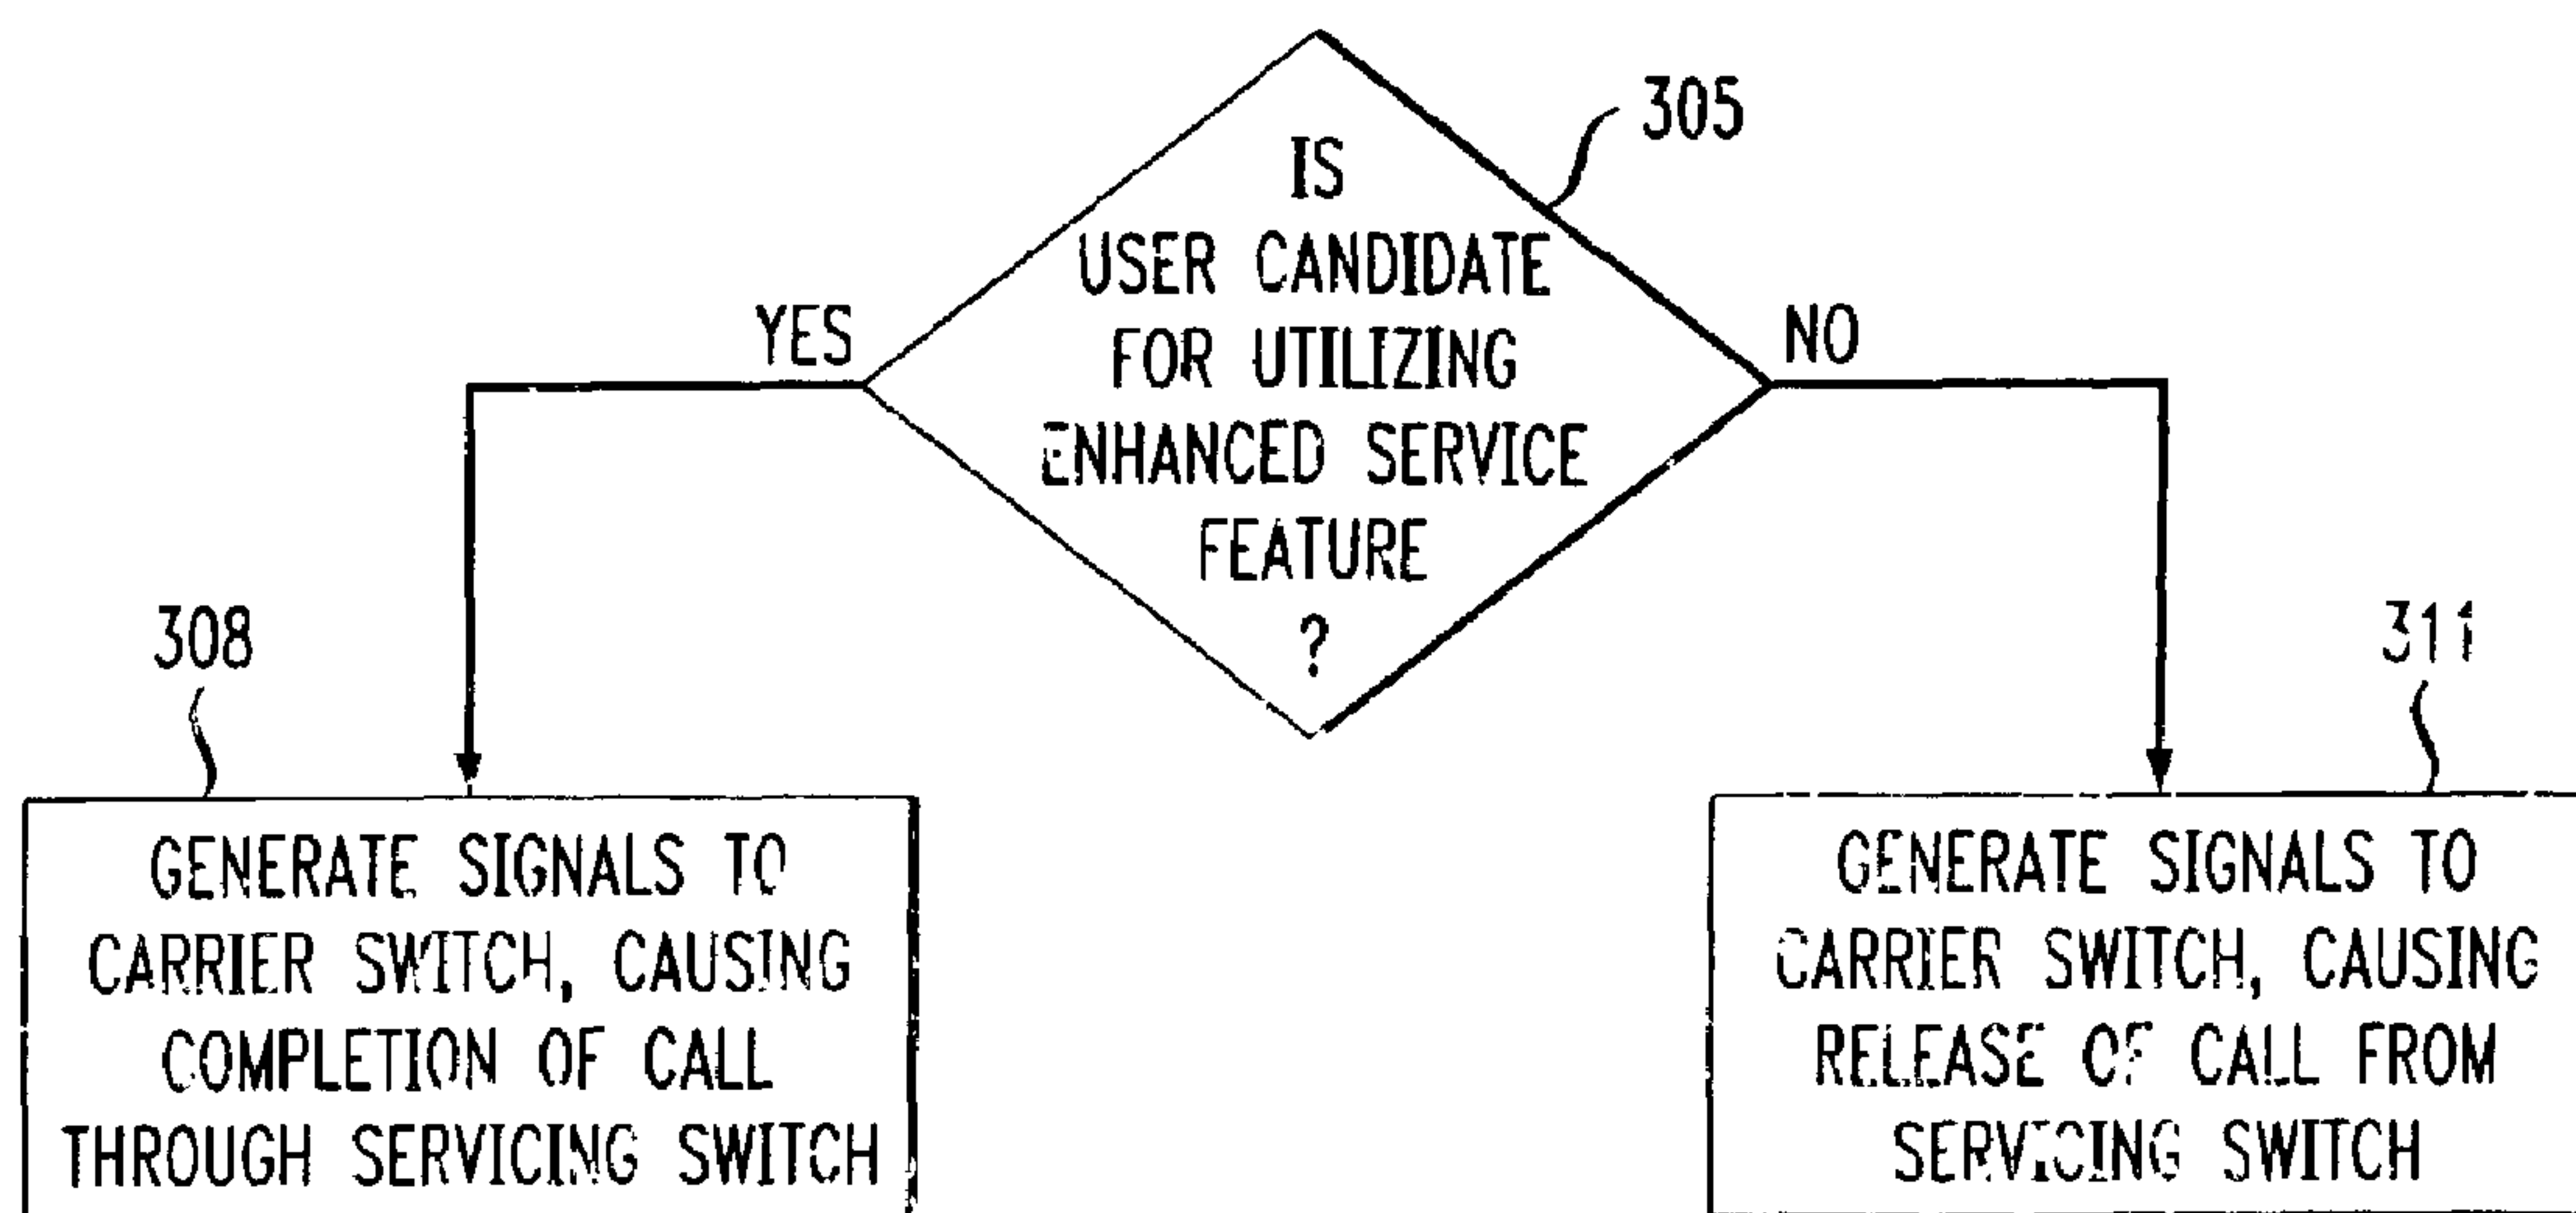 305
IS
USER CANDIDATE
FOR UTILIZING
ENHANCED SERVICE
FEATURE
?
YES
NO
308
GENERATE SIGNALS TO
CARRIER SWITCH, CAUSING
COMPLETION OF CALL
THROUGH SERVICING SWITCH
311
GENERATE SIGNALS TO
CARRIER SWITCH, CAUSING
RELEASE OF CALL FROM
SERVICING SWITCH